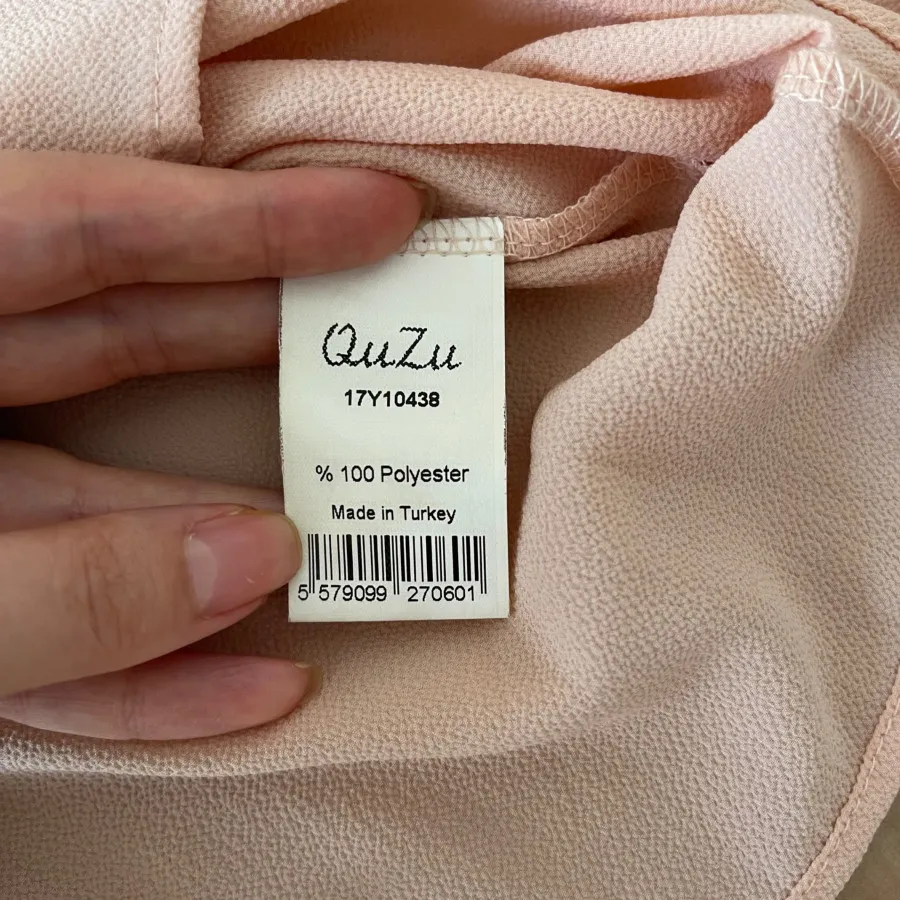 QuZu
17Y10438
% 100 Polyester
Made in Turkey
5 579099 270601